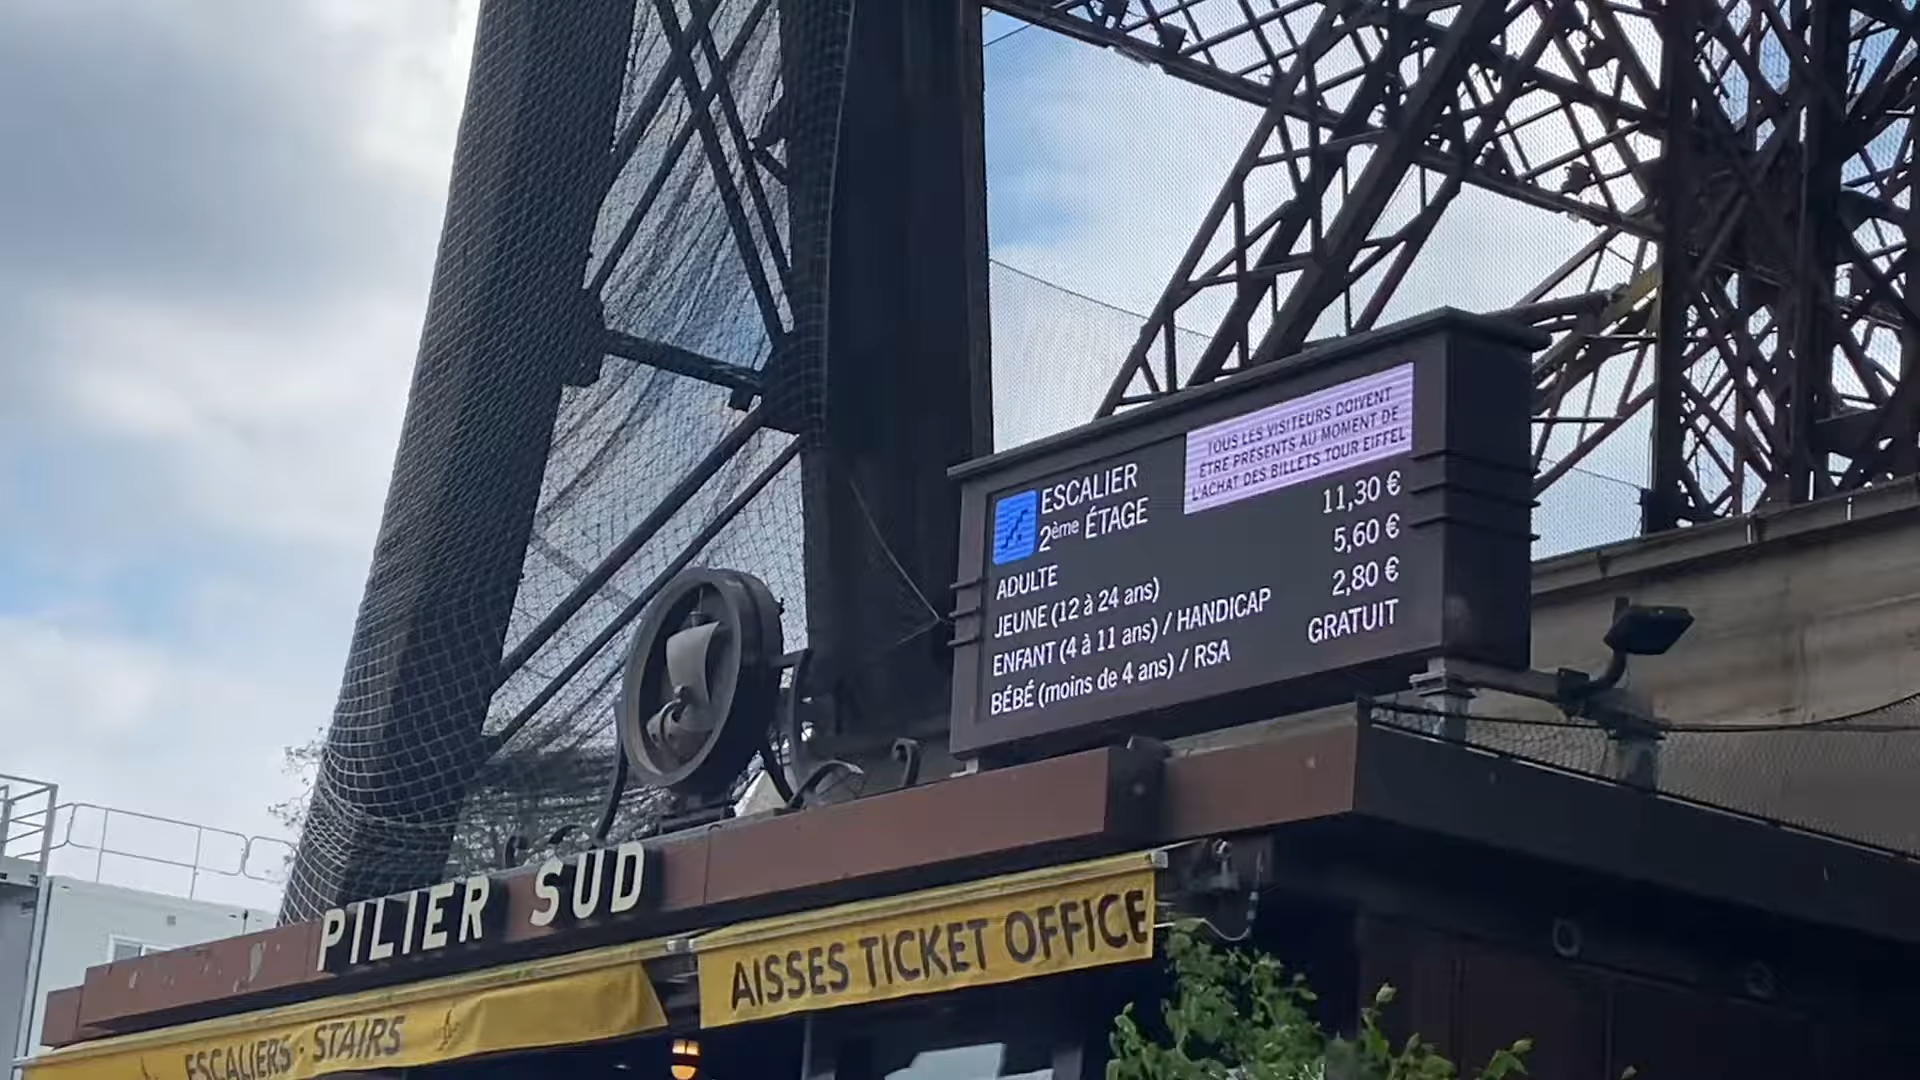 TOUS LES VISITEURS DOIVENT
ÊTRE PRÉSENTS AU MOMENT DE
L'ACHAT DES BILLETS TOUR EIFFEL
ESCALIER
2ème ÉTAGE
ADULTE 11,30 €
JEUNE (12 à 24 ans) 5,60 €
ENFANT (4 à 11 ans) / HANDICAP 2,80 €
BÉBÉ (moins de 4 ans) / RSA GRATUIT
PILIER SUD
AISSES TICKET OFFICE
ESCALIERS · STAIRS